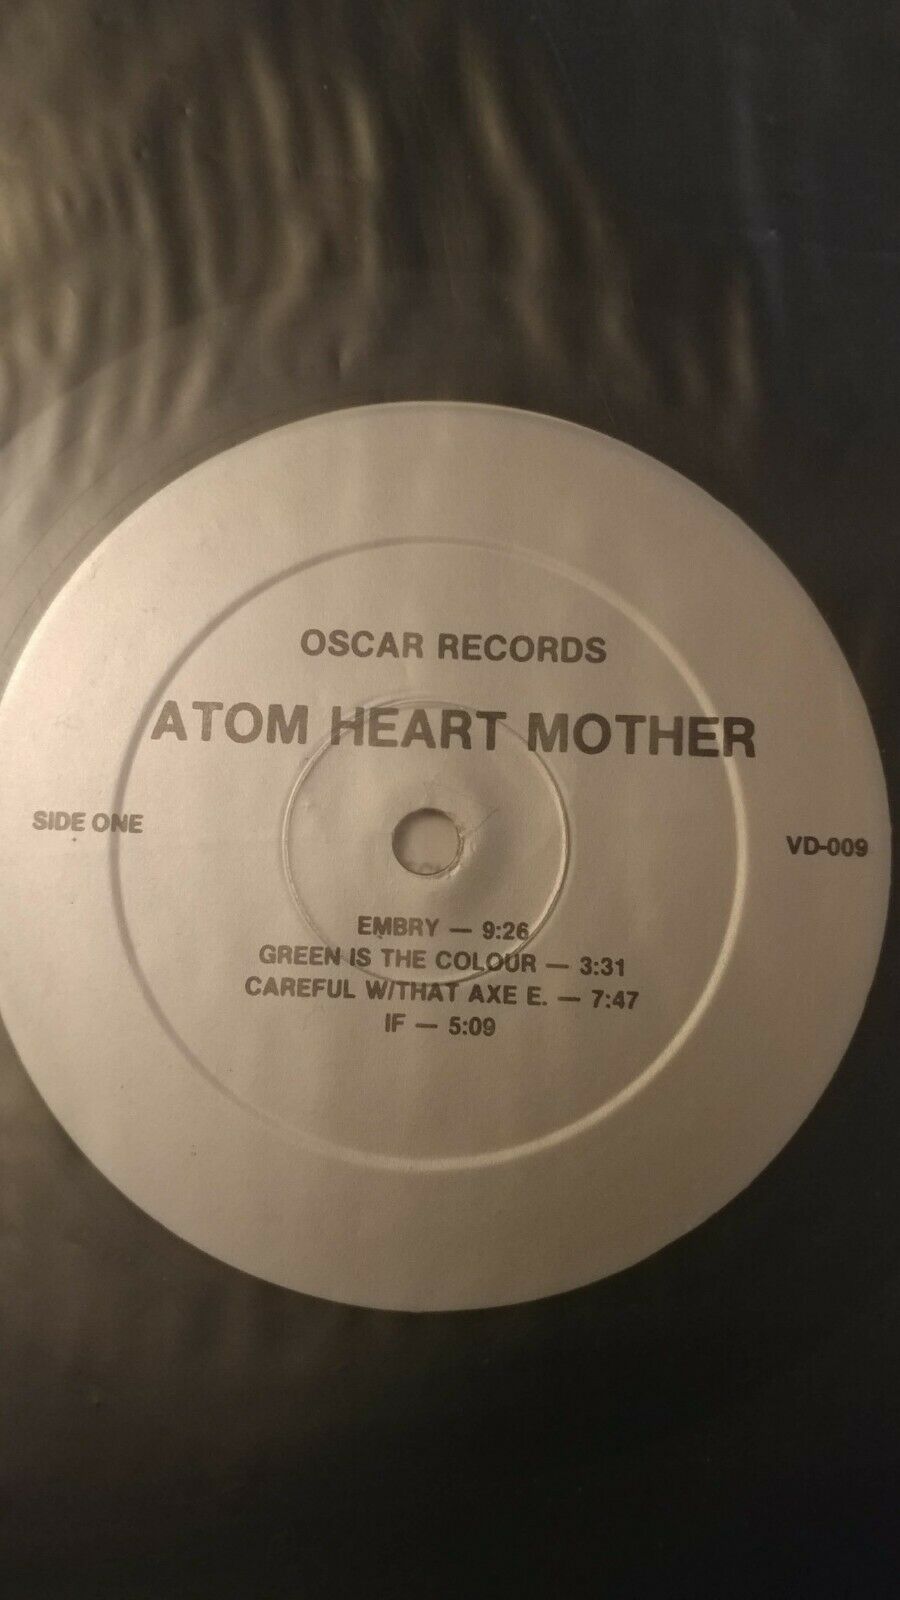 OSCAR RECORDS
ATOM HEART MOTHER
SIDE ONE
VD-009
EMBRY — 9:26
GREEN IS THE COLOUR — 3:31
CAREFUL W/THAT AXE E. — 7:47
IF — 5:09